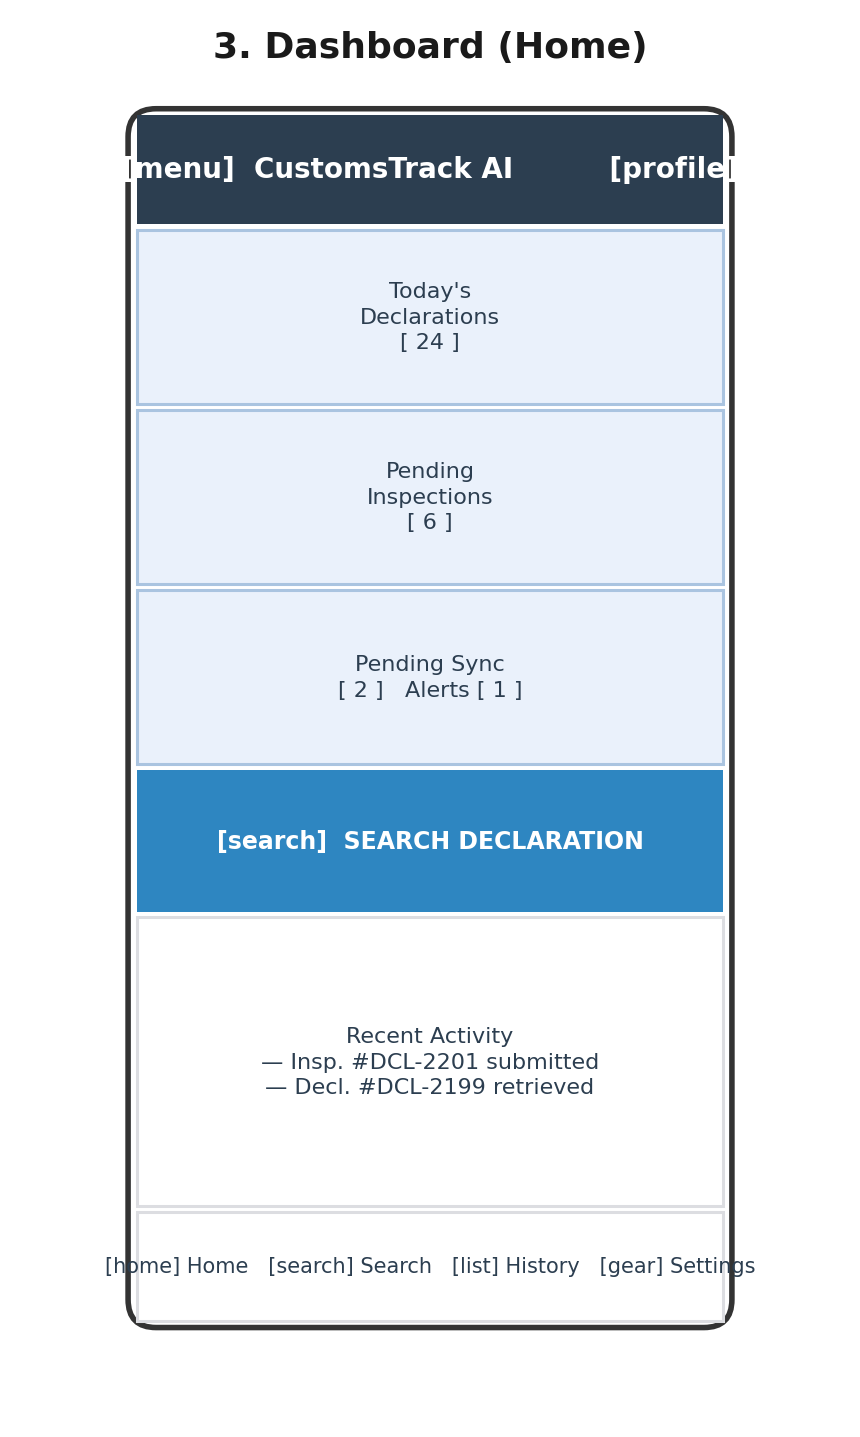 3. Dashboard (Home)
[menu] CustomsTrack AI [profile]
Today's
Declarations
[ 24 ]
Pending
Inspections
[ 6 ]
Pending Sync
[ 2 ] Alerts [ 1 ]
[search] SEARCH DECLARATION
Recent Activity
— Insp. #DCL-2201 submitted
— Decl. #DCL-2199 retrieved
[home] Home [search] Search [list] History [gear] Settings